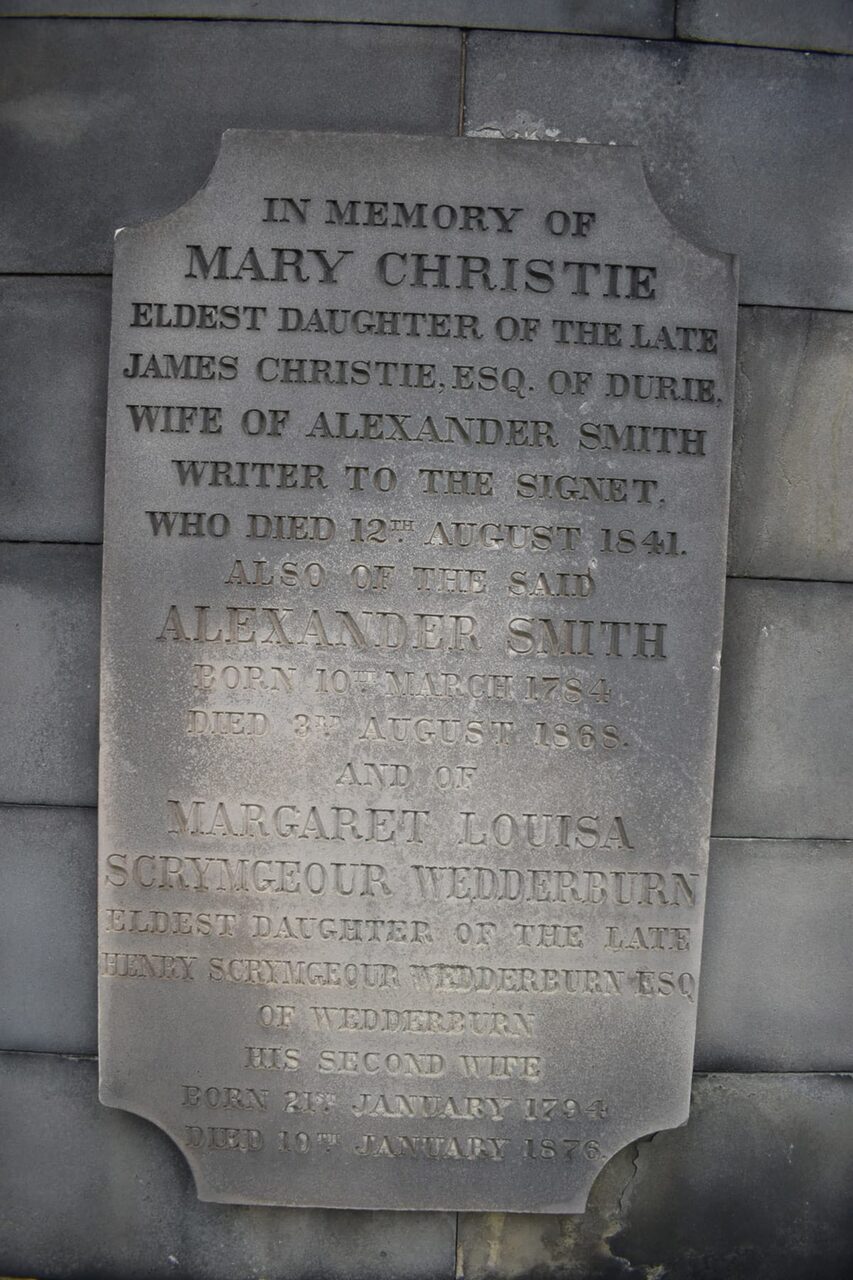 IN MEMORY OF
MARY CHRISTIE
ELDEST DAUGHTER OF THE LATE
JAMES CHRISTIE, ESQ. OF DURIE,
WIFE OF ALEXANDER SMITH
WRITER TO THE SIGNET,
WHO DIED 12TH AUGUST 1841.
ALSO OF THE SAID
ALEXANDER SMITH
BORN 10TH MARCH 1784
DIED 3RD AUGUST 1868.
AND OF
MARGARET LOUISA
SCRYMGEOUR WEDDERBURN
ELDEST DAUGHTER OF THE LATE
HENRY SCRYMGEOUR WEDDERBURN ESQ
OF WEDDERBURN
HIS SECOND WIFE
BORN 21ST JANUARY 1794
DIED 10TH JANUARY 1876.